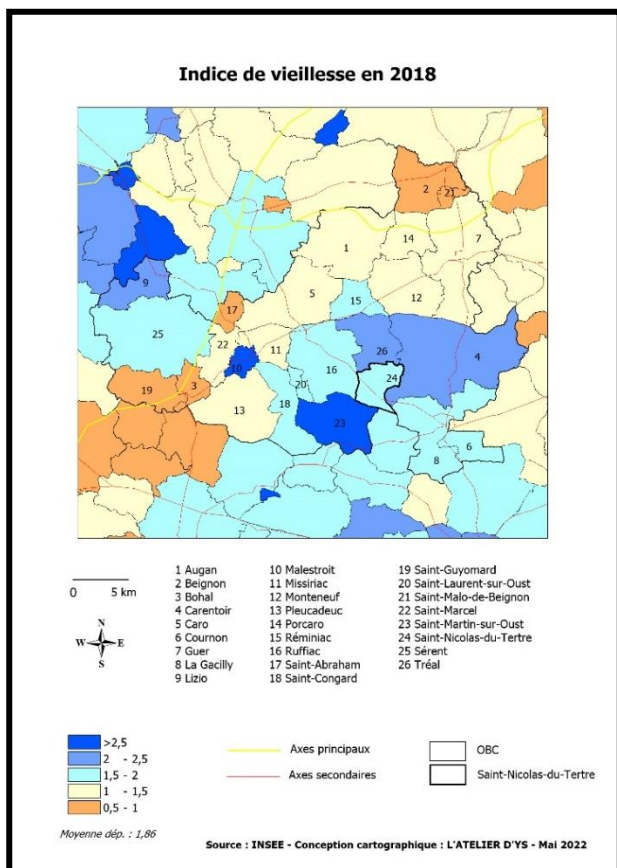 Indice de vieillesse en 2018
2
21
1
14
7
9
5
15
12
17
25
22
11
26
4
10
16
24
19
3
20
13
18
23
6
8
0 5 km
N
W E
S
1 Augan
2 Beignon
3 Bohal
4 Carentoir
5 Caro
6 Cournon
7 Guer
8 La Gacilly
9 Lizio
10 Malestroit
11 Missiriac
12 Monteneuf
13 Pleucadeuc
14 Porcaro
15 Réminiac
16 Ruffiac
17 Saint-Abraham
18 Saint-Congard
19 Saint-Guyomard
20 Saint-Laurent-sur-Oust
21 Saint-Malo-de-Beignon
22 Saint-Marcel
23 Saint-Martin-sur-Oust
24 Saint-Nicolas-du-Tertre
25 Sérent
26 Tréal
>2,5
2 - 2,5
1,5 - 2
1 - 1,5
0,5 - 1
Moyenne dép. : 1,86
Axes principaux
Axes secondaires
OBC
Saint-Nicolas-du-Tertre
Source : INSEE - Conception cartographique : L'ATELIER D'YS - Mai 2022